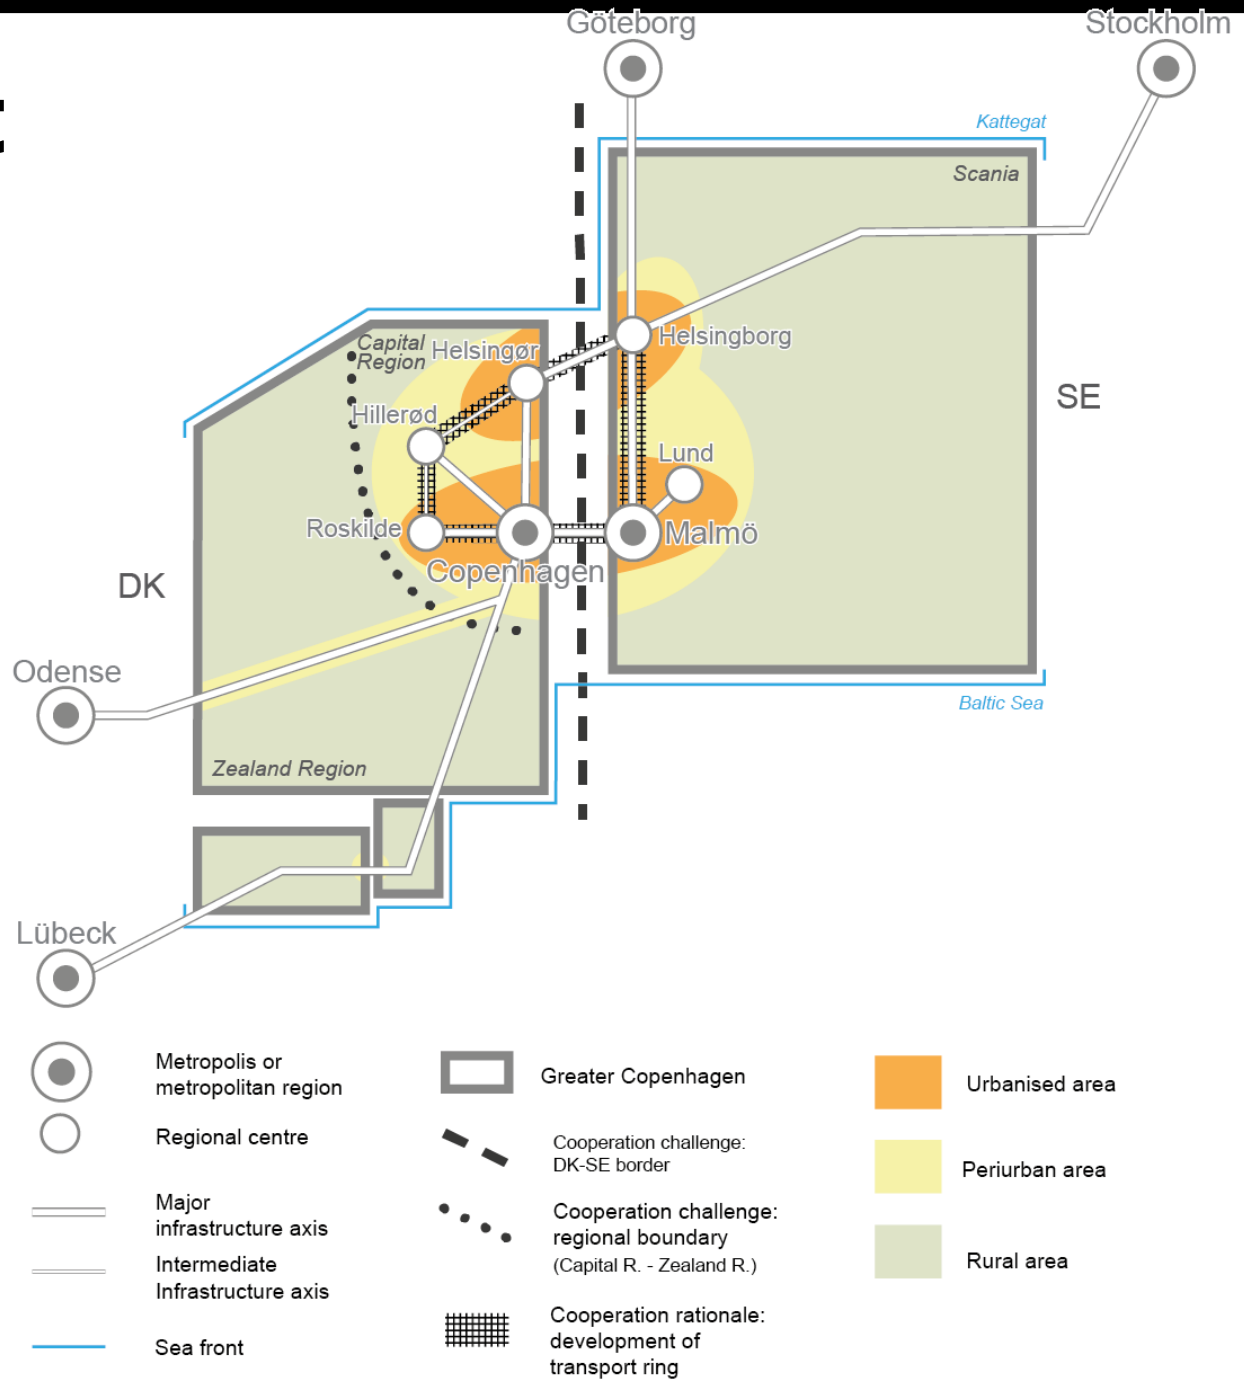 Göteborg
Stockholm
Kattegat
Scania
Capital
Region
Helsingør
Helsingborg
SE
Hillerød
Lund
Roskilde
Malmö
Copenhagen
DK
Odense
Baltic Sea
Zealand Region
Lübeck
Metropolis or
metropolitan region
Regional centre
Major
infrastructure axis
Intermediate
Infrastructure axis
Sea front
Greater Copenhagen
Cooperation challenge:
DK-SE border
Cooperation challenge:
regional boundary
(Capital R. - Zealand R.)
Cooperation rationale:
development of
transport ring
Urbanised area
Periurban area
Rural area